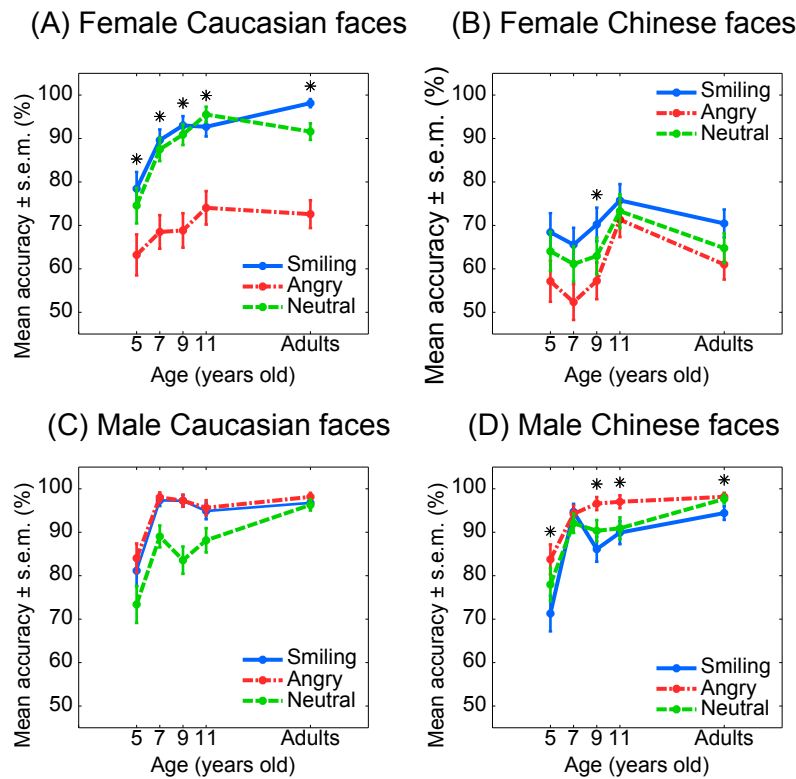 (A) Female Caucasian faces
Mean accuracy ± s.e.m. (%)
100
90
80
70
60
50
*
*
*
*
*
Smiling
Angry
Neutral
5 7 9 11 Adults
Age (years old)
(B) Female Chinese faces
Mean accuracy ± s.e.m. (%)
100
90
80
70
60
50
Smiling
Angry
Neutral
*
5 7 9 11 Adults
Age (years old)
(C) Male Caucasian faces
Mean accuracy ± s.e.m. (%)
100
90
80
70
60
50
Smiling
Angry
Neutral
5 7 9 11 Adults
Age (years old)
(D) Male Chinese faces
Mean accuracy ± s.e.m. (%)
100
90
80
70
60
50
*
*
*
*
Smiling
Angry
Neutral
5 7 9 11 Adults
Age (years old)